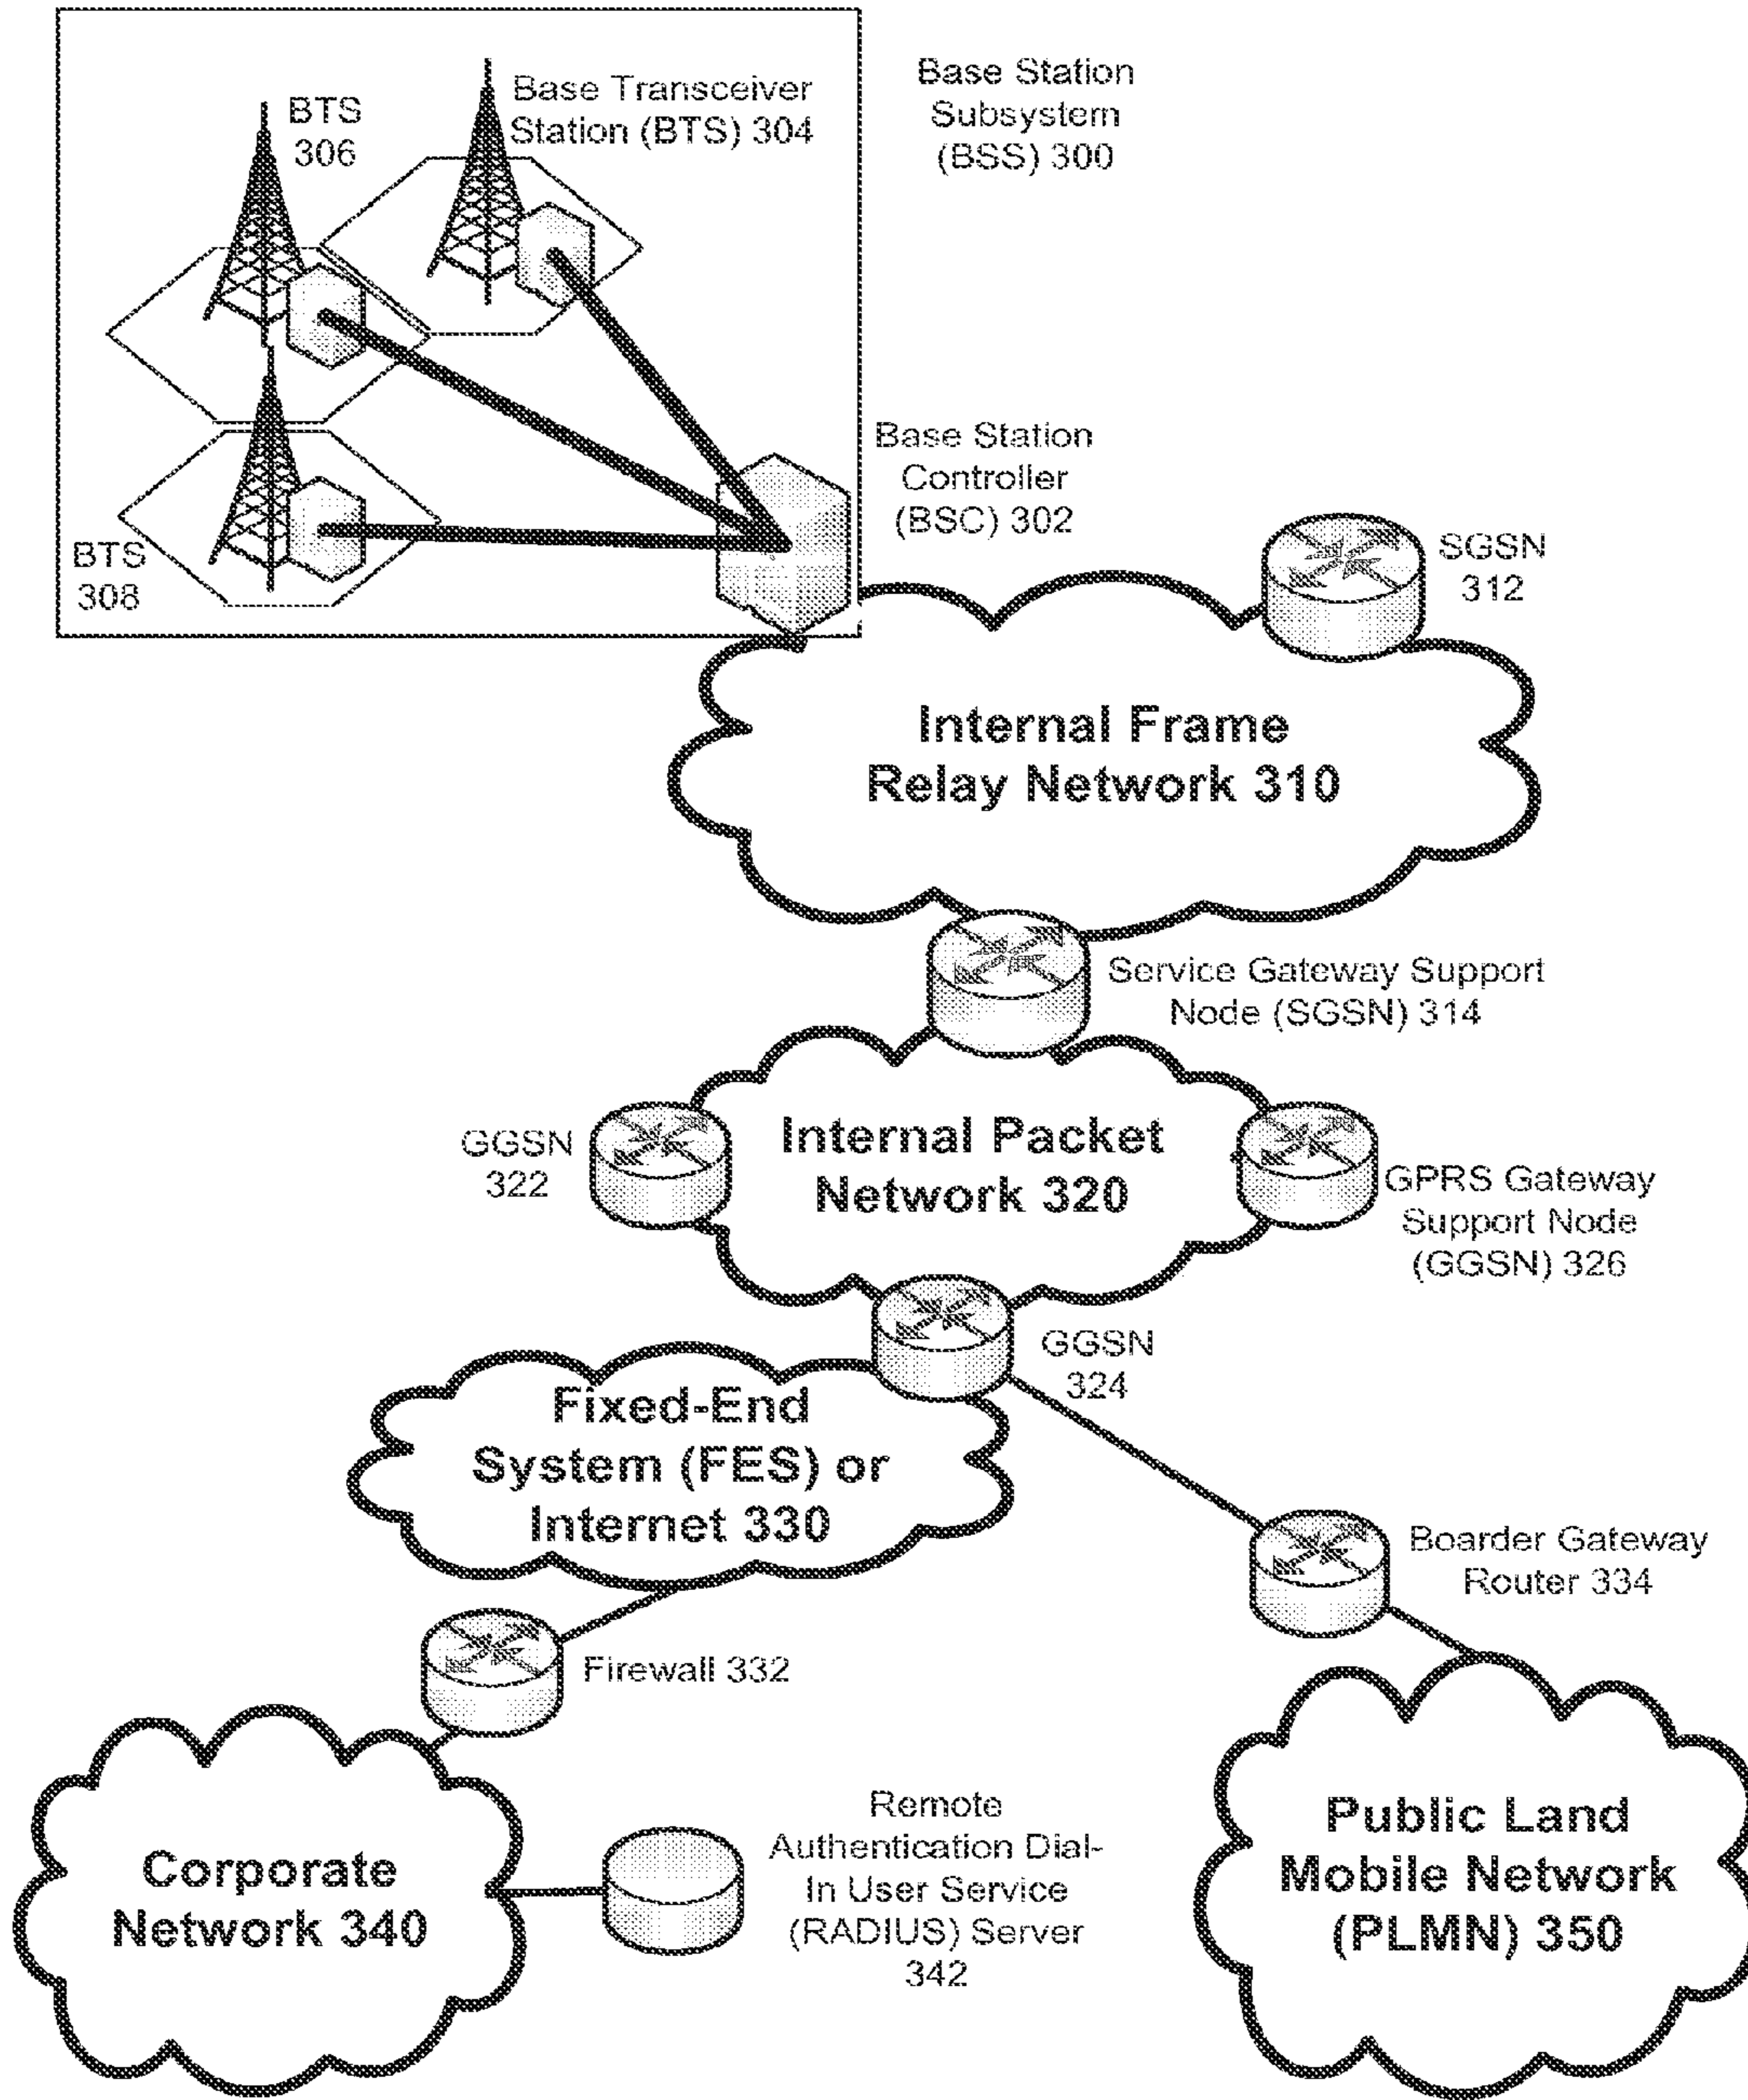 BTS
306
Base Transceiver
Station (BTS) 304
Base Station
Subsystem
(BSS) 300
BTS
308
Base Station
Controller
(BSC) 302
SGSN
312
Internal Frame
Relay Network 310
Service Gateway Support
Node (SGSN) 314
GGSN
322
Internal Packet
Network 320
GPRS Gateway
Support Node
(GGSN) 326
GGSN
324
Fixed-End
System (FES) or
Internet 330
Boarder Gateway
Router 334
Firewall 332
Corporate
Network 340
Remote
Authentication Dial-
In User Service
(RADIUS) Server
342
Public Land
Mobile Network
(PLMN) 350